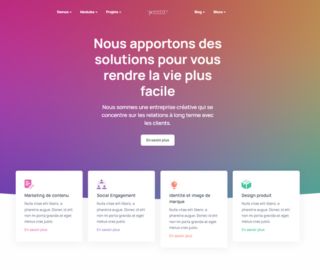 Demos Modules Projets Blog Menu
Nous apportons des
solutions pour vous
rendre la vie plus
facile
Nous sommes une entreprise créative qui se
concentre sur les relations à long terme avec
les clients.
En savoir plus
Marketing de contenu
Nulla vitae elit libero, a
pharetra augue. Donec id elit
non mi porta gravida at eget
metus cras justo.
En savoir plus
Social Engagement
Nulla vitae elit libero, a
pharetra augue. Donec id elit
non mi porta gravida at eget
metus cras justo.
En savoir plus
Identité et image de
marque
Nulla vitae elit libero, a
pharetra augue. Donec id elit
non mi porta gravida at eget
metus cras justo.
En savoir plus
Design produit
Nulla vitae elit libero, a
pharetra augue. Donec id elit
non mi porta gravida at eget
metus cras justo.
En savoir plus